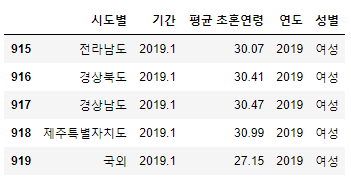 시도별 기간 평균 초혼연령 연도 성별
915 전라남도 2019.1 30.07 2019 여성
916 경상북도 2019.1 30.41 2019 여성
917 경상남도 2019.1 30.47 2019 여성
918 제주특별자치도 2019.1 30.99 2019 여성
919 국외 2019.1 27.15 2019 여성